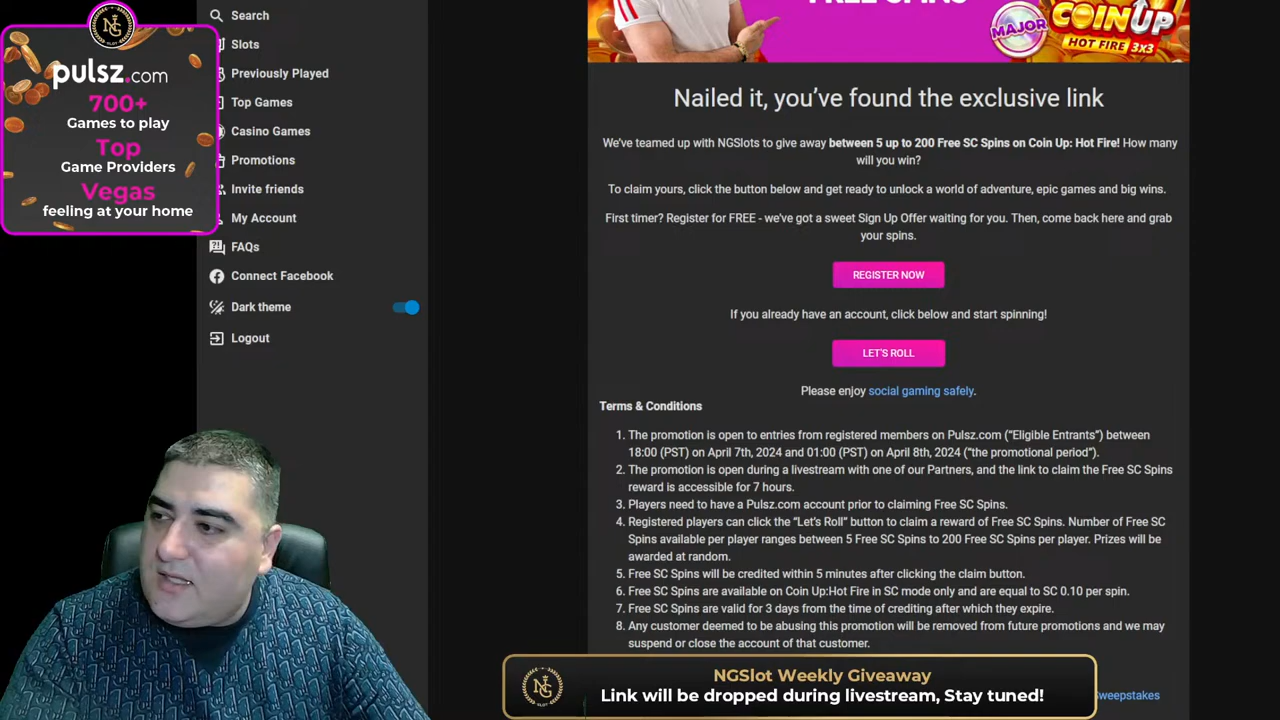 NG
SLOT
pulsz.com
700+
Games to play
Top
Game Providers
Vegas
feeling at your home
Search
Slots
Previously Played
Top Games
Casino Games
Promotions
Invite friends
My Account
FAQs
Connect Facebook
Dark theme
Logout
FREE SPINS
MAJOR
COIN UP
HOT FIRE 3X3
Nailed it, you’ve found the exclusive link
We’ve teamed up with NGSlots to give away between 5 up to 200 Free SC Spins on Coin Up: Hot Fire! How many
will you win?
To claim yours, click the button below and get ready to unlock a world of adventure, epic games and big wins.
First timer? Register for FREE - we’ve got a sweet Sign Up Offer waiting for you. Then, come back here and grab
your spins.
REGISTER NOW
If you already have an account, click below and start spinning!
LET'S ROLL
Please enjoy social gaming safely.
Terms & Conditions
1. The promotion is open to entries from registered members on Pulsz.com (“Eligible Entrants”) between
18:00 (PST) on April 7th, 2024 and 01:00 (PST) on April 8th, 2024 (“the promotional period”).
2. The promotion is open during a livestream with one of our Partners, and the link to claim the Free SC Spins
reward is accessible for 7 hours.
3. Players need to have a Pulsz.com account prior to claiming Free SC Spins.
4. Registered players can click the “Let’s Roll” button to claim a reward of Free SC Spins. Number of Free SC
Spins available per player ranges between 5 Free SC Spins to 200 Free SC Spins per player. Prizes will be
awarded at random.
5. Free SC Spins will be credited within 5 minutes after clicking the claim button.
6. Free SC Spins are available on Coin Up:Hot Fire in SC mode only and are equal to SC 0.10 per spin.
7. Free SC Spins are valid for 3 days from the time of crediting after which they expire.
8. Any customer deemed to be abusing this promotion will be removed from future promotions and we may
suspend or close the account of that customer.
NG
NGSlot Weekly Giveaway
Link will be dropped during livestream, Stay tuned!
Sweepstakes